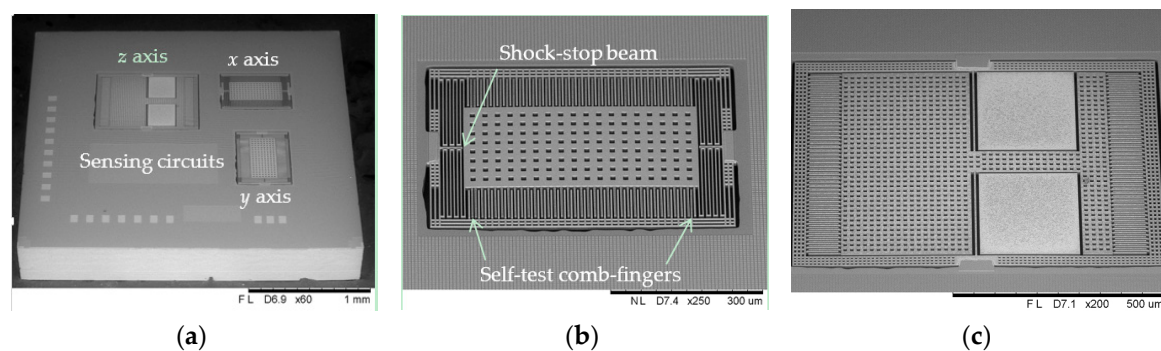 z axis
x axis
Sensing circuits
y axis
F L D6.9 x60 1 mm
Shock-stop beam
Self-test comb-fingers
N L D7.4 x250 300 um
F L D7.1 x200 500 um
(a)
(b)
(c)